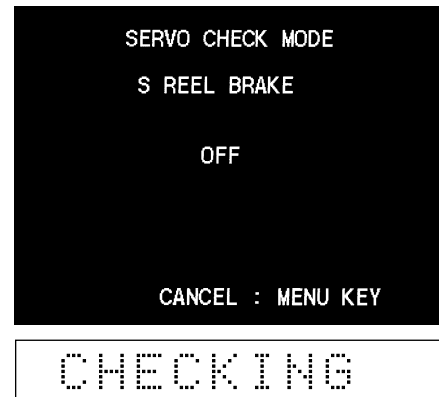 SERVO CHECK MODE
S REEL BRAKE
OFF
CANCEL : MENU KEY
CHECKING